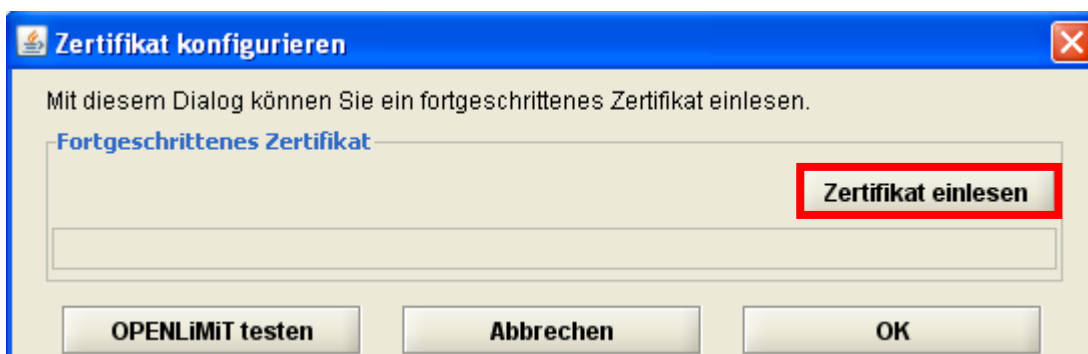 Zertifikat konfigurieren
Mit diesem Dialog können Sie ein fortgeschrittenes Zertifikat einlesen.
Fortgeschrittenes Zertifikat
Zertifikat einlesen
OPENLiMiT testen Abbrechen OK